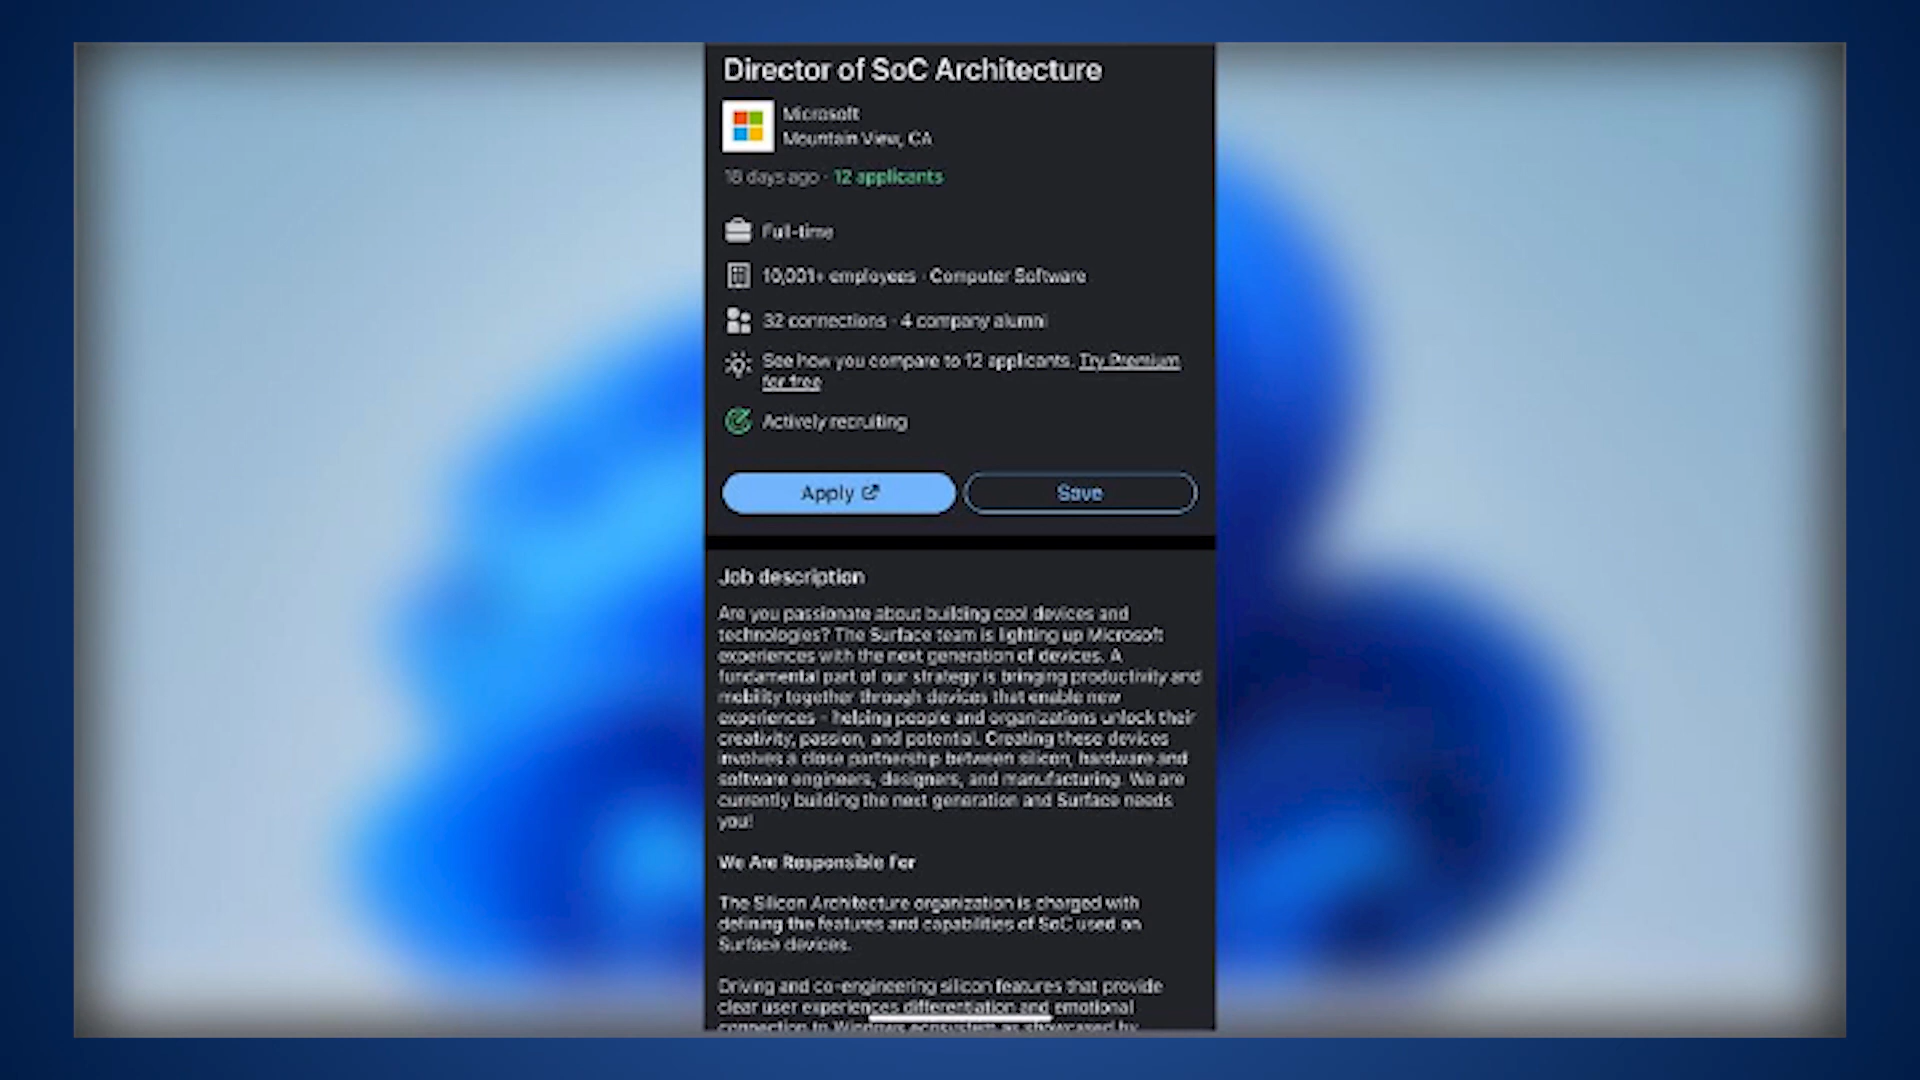 Director of SoC Architecture
Microsoft
Mountain View, CA
18 days ago · 12 applicants
Full-time
10,001+ employees · Computer Software
32 connections · 4 company alumni
See how you compare to 12 applicants. Try Premium
for free
Actively recruiting
Apply
Save
Job description
Are you passionate about building cool devices and
technologies? The Surface team is lighting up Microsoft
experiences with the next generation of devices. A
fundamental part of our strategy is bringing productivity and
mobility together through devices that enable new
experiences - helping people and organizations unlock their
creativity, passion, and potential. Creating these devices
involves a close partnership between silicon, hardware and
software engineers, designers, and manufacturing. We are
currently building the next generation and Surface needs
you!
We Are Responsible For
The Silicon Architecture organization is charged with
defining the features and capabilities of SoC used on
Surface devices.
Driving and co-engineering silicon features that provide
clear user experiences differentiation and emotional
connection to Windows ecosystem as showcased by